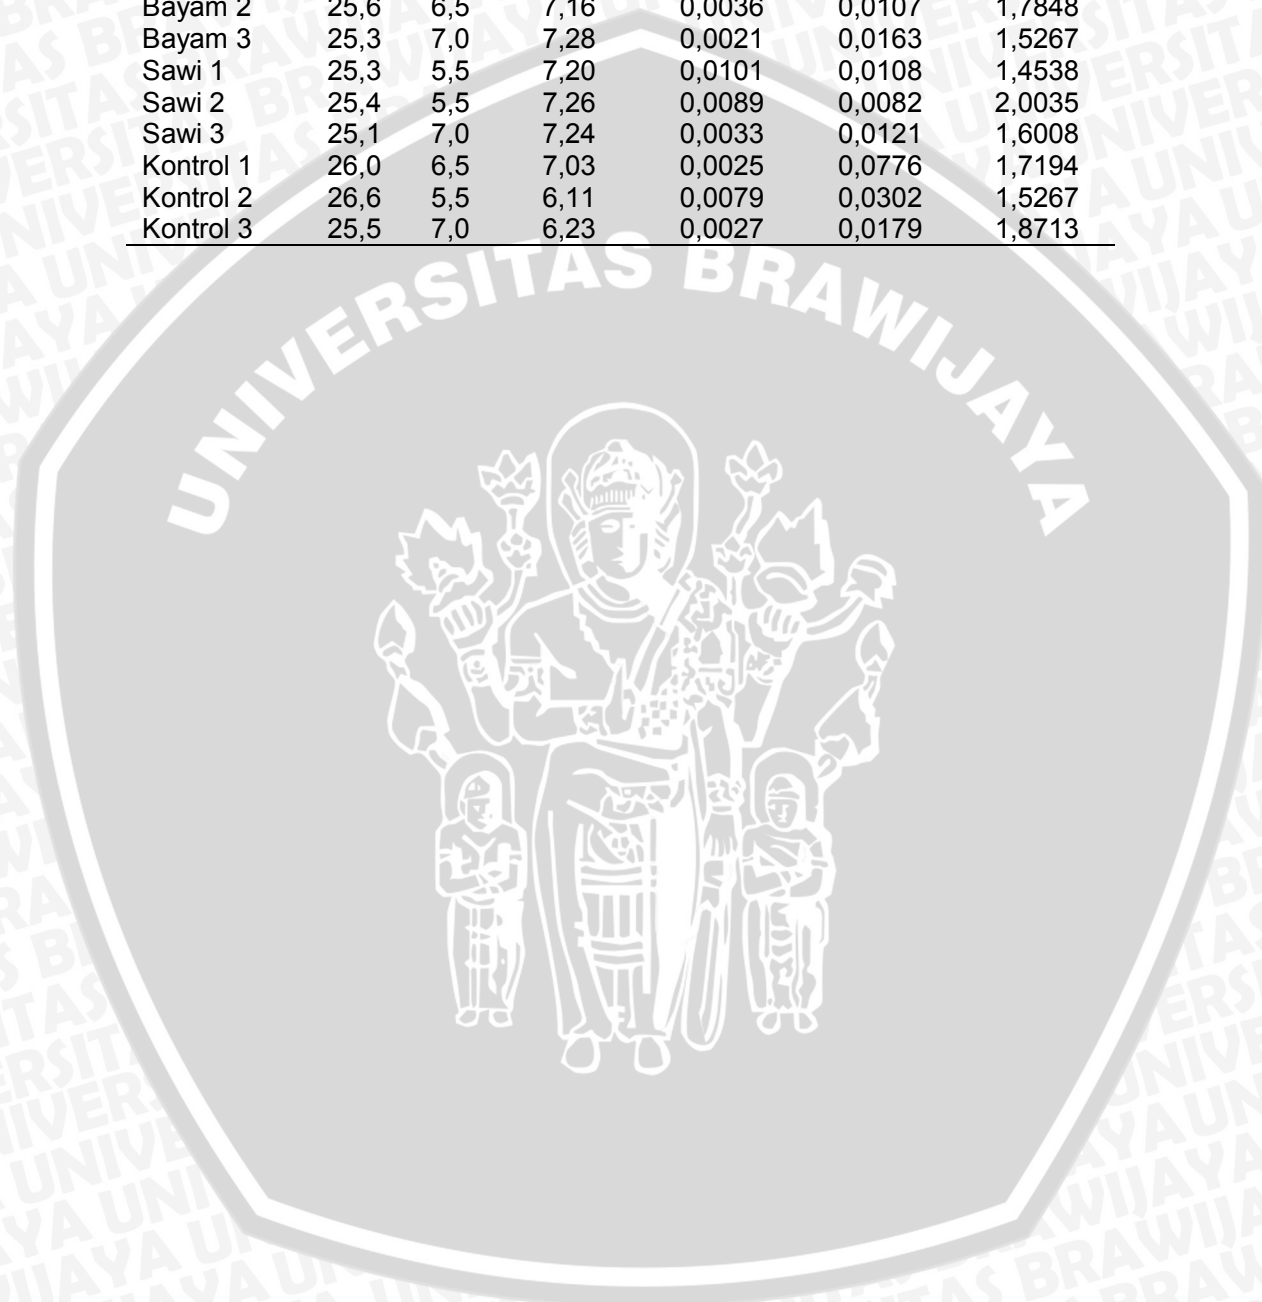 Bayam 2 25,6 6,5 7,16 0,0036 0,0107 1,7848
Bayam 3 25,3 7,0 7,28 0,0021 0,0163 1,5267
Sawi 1 25,3 5,5 7,20 0,0101 0,0108 1,4538
Sawi 2 25,4 5,5 7,26 0,0089 0,0082 2,0035
Sawi 3 25,1 7,0 7,24 0,0033 0,0121 1,6008
Kontrol 1 26,0 6,5 7,03 0,0025 0,0776 1,7194
Kontrol 2 26,6 5,5 6,11 0,0079 0,0302 1,5267
Kontrol 3 25,5 7,0 6,23 0,0027 0,0179 1,8713
UNIVERSITAS BRAWIJAYA